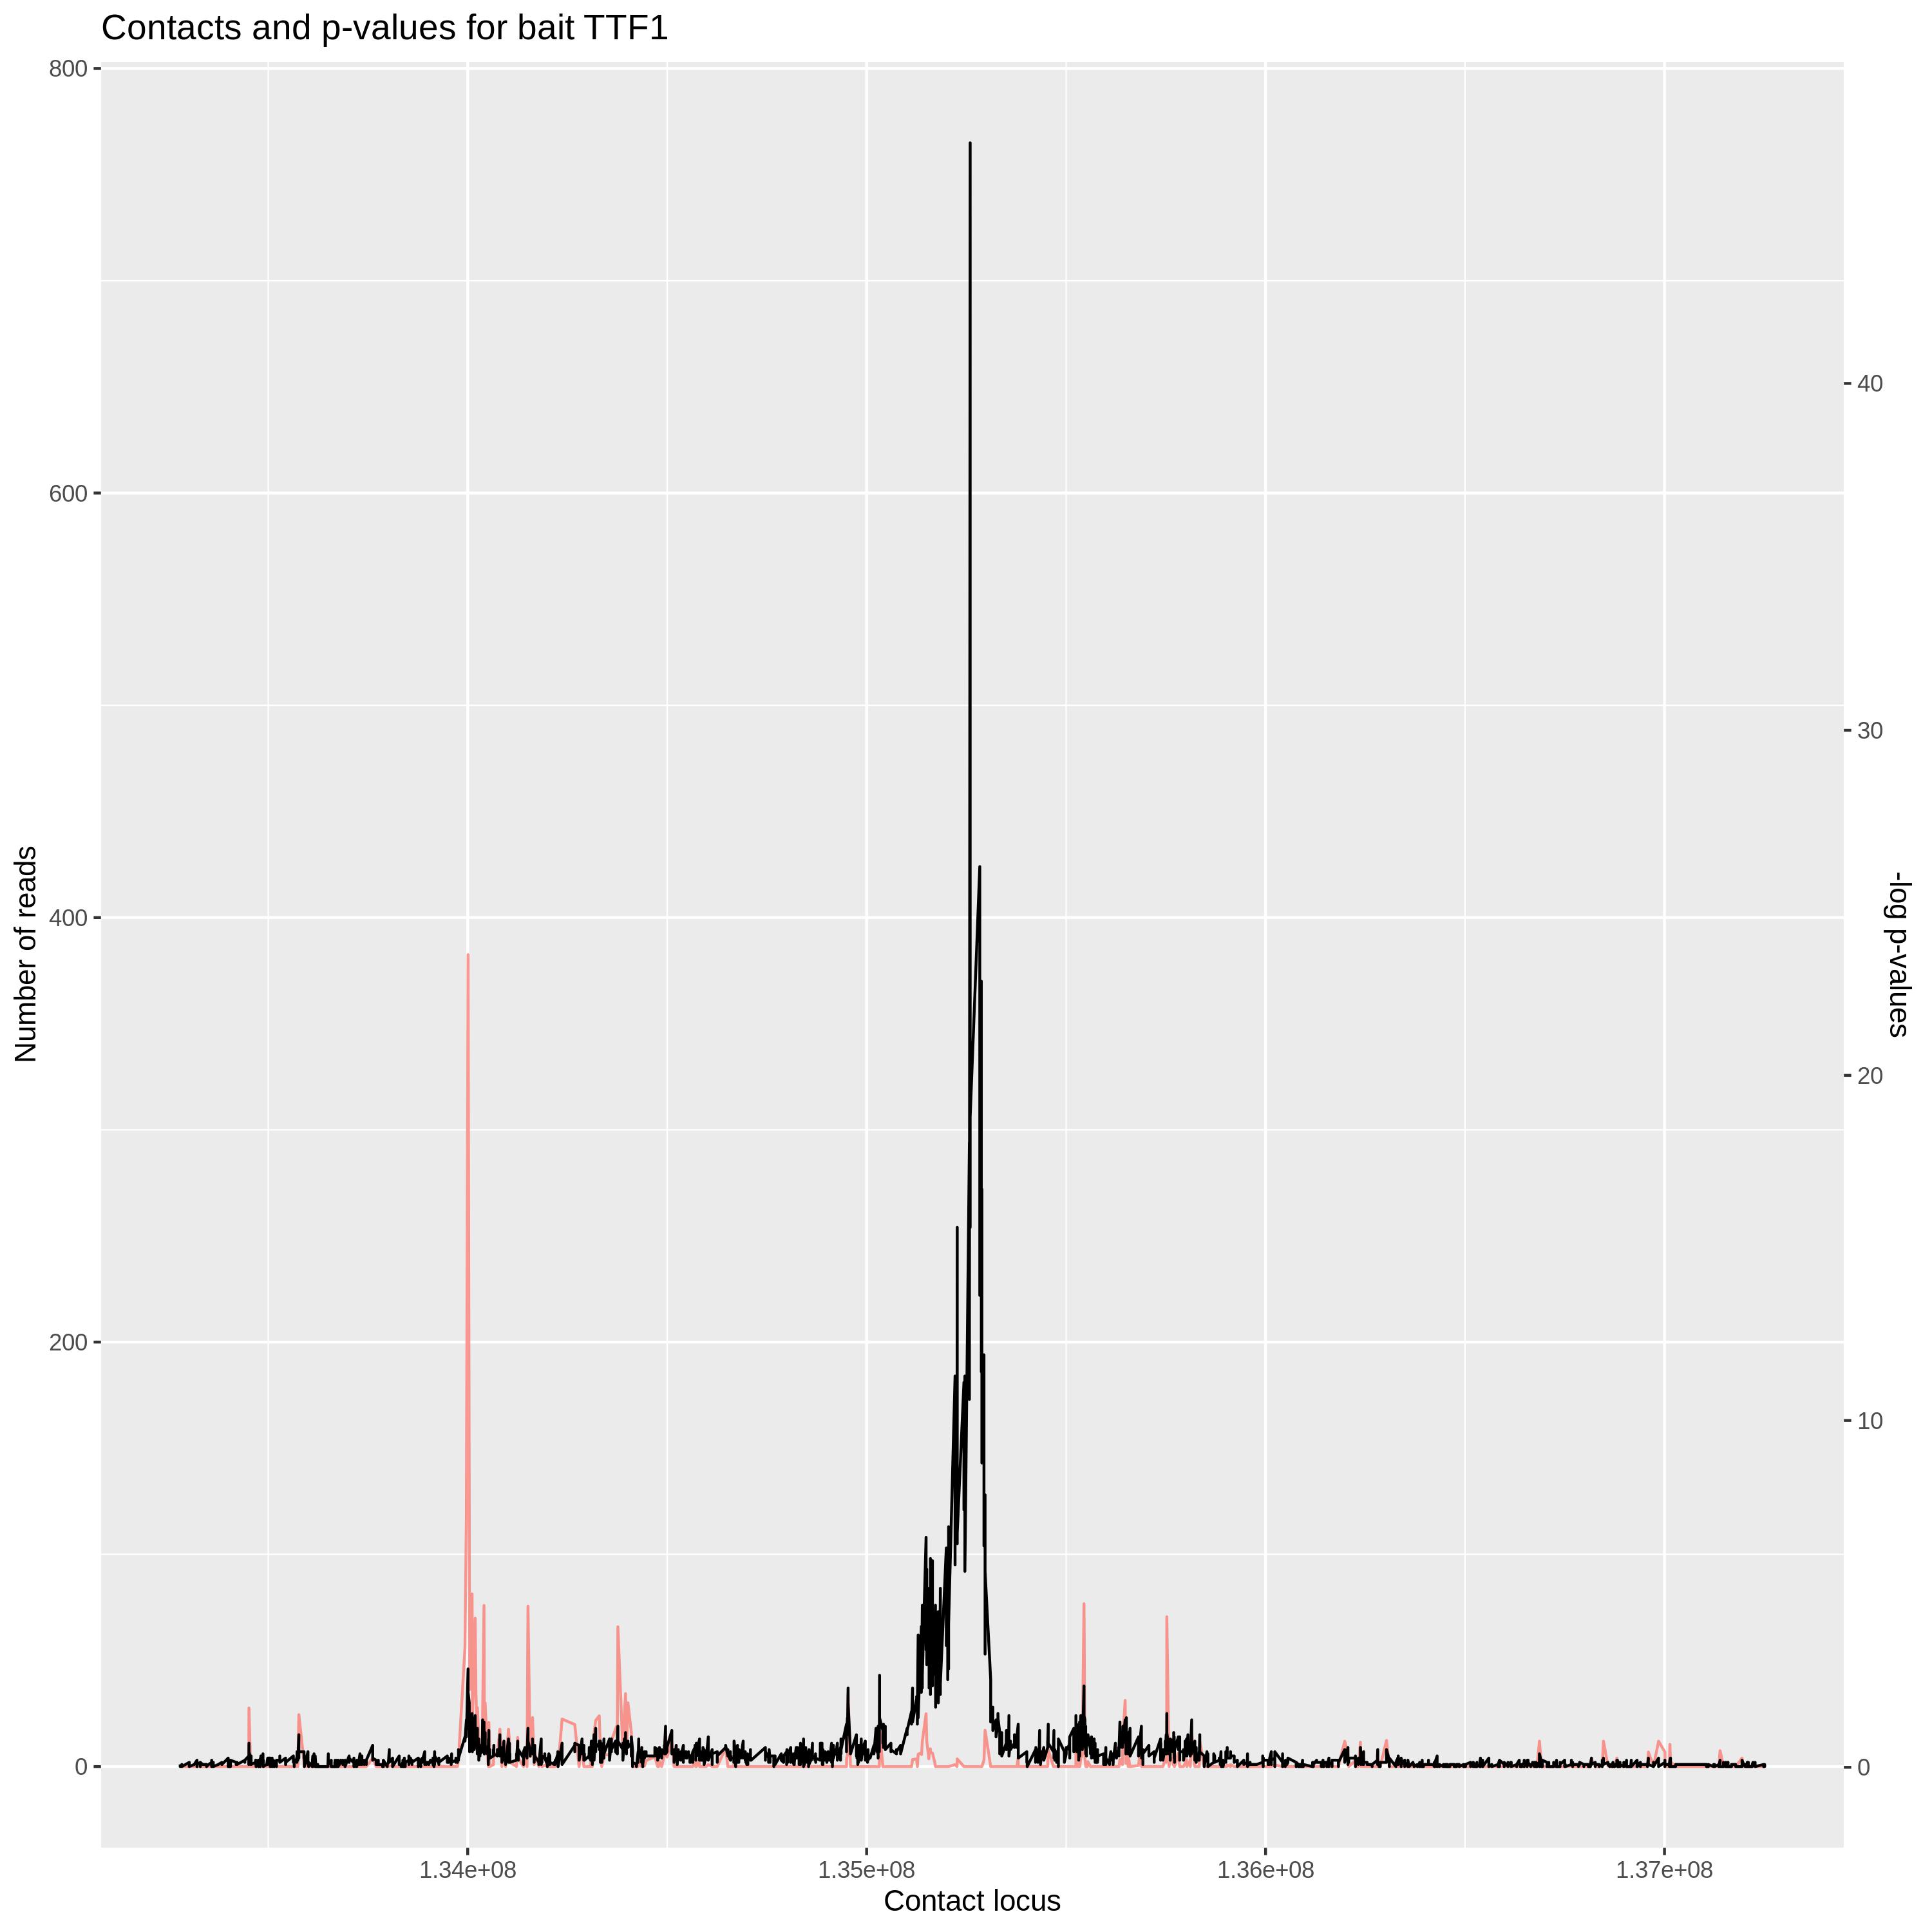 Contacts and p-values for bait TTF1
800
600
400
200
0
Number of reads
40
30
20
10
0
-log p-values
1.34e+08
1.35e+08
1.36e+08
1.37e+08
Contact locus